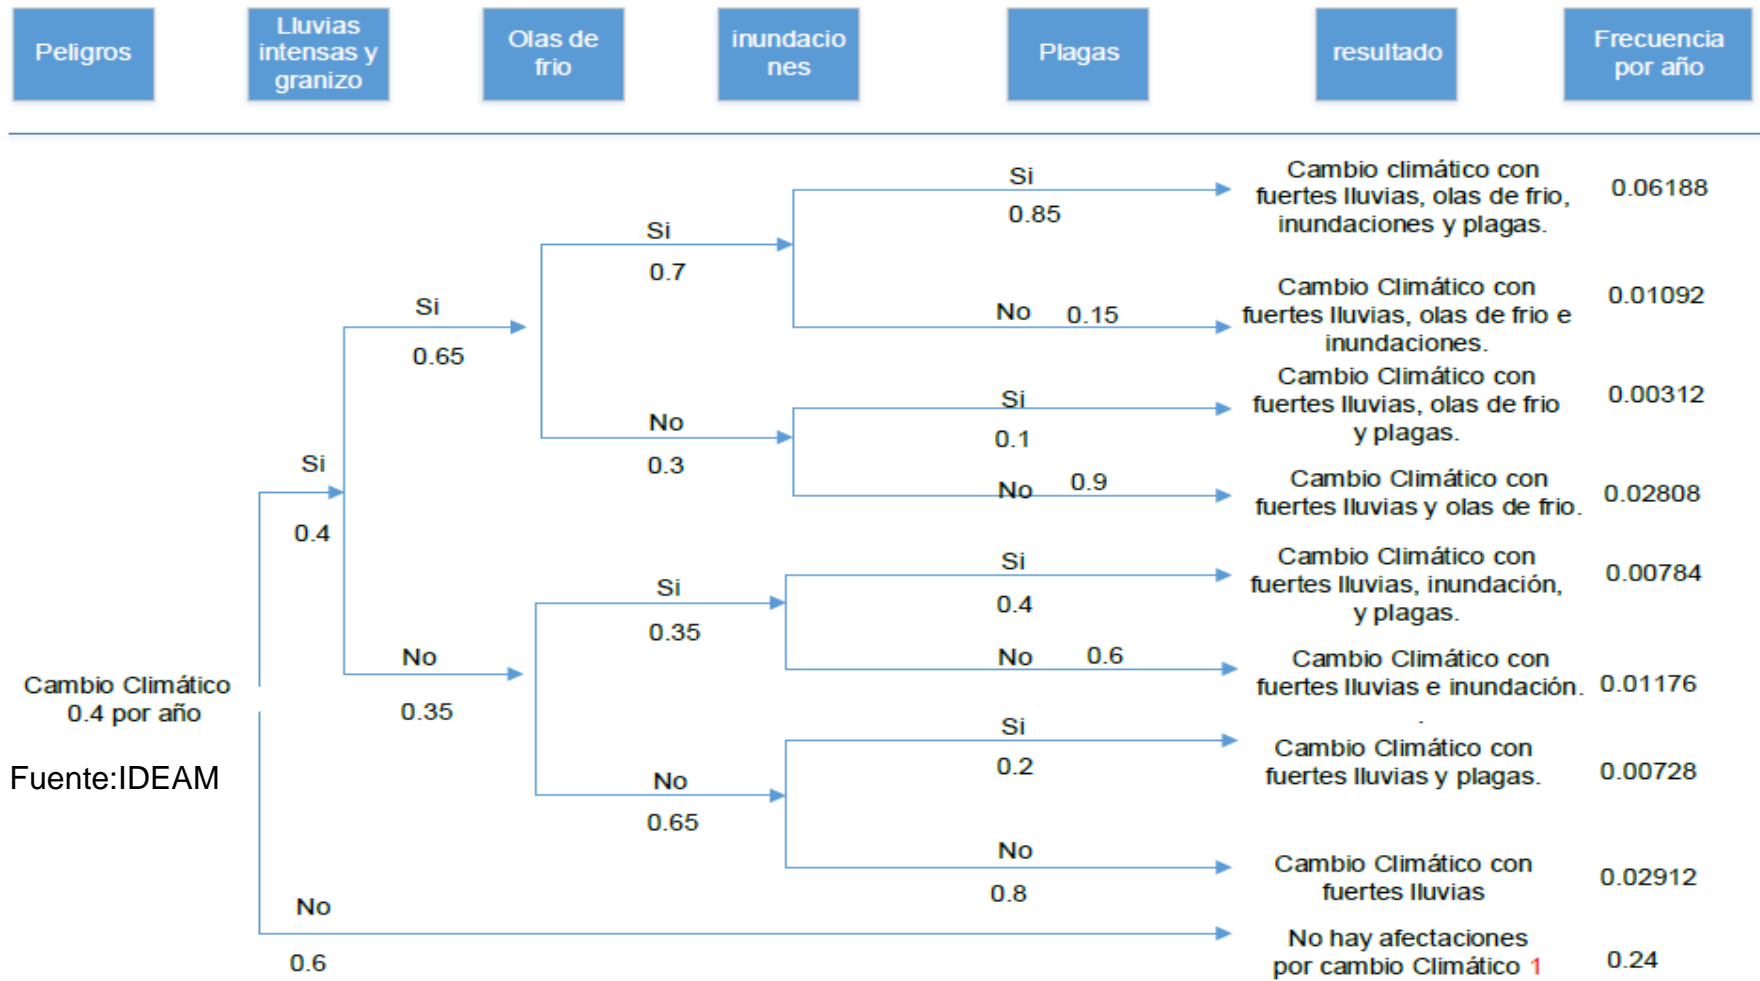 Peligros
Lluvias
intensas y
granizo
Olas de
frio
inundacio
nes
Plagas
resultado
Frecuencia
por año
Si
0.85
Cambio climático con
fuertes lluvias, olas de frio,
inundaciones y plagas.
0.06188
Si
0.7
No 0.15
Cambio Climático con
fuertes lluvias, olas de frio e
inundaciones.
0.01092
Si
0.65
Si
0.1
Cambio Climático con
fuertes lluvias, olas de frio
y plagas.
0.00312
No
0.3
No 0.9
Cambio Climático con
fuertes lluvias y olas de frio.
0.02808
Si
0.4
Si
0.4
Cambio Climático con
fuertes lluvias, inundación,
y plagas.
0.00784
Si
0.35
No 0.6
Cambio Climático con
fuertes lluvias e inundación.
.
0.01176
No
0.35
Cambio Climático
0.4 por año
Si
0.2
Cambio Climático con
fuertes lluvias y plagas.
0.00728
Fuente:IDEAM
No
0.65
No
0.8
Cambio Climático con
fuertes lluvias
0.02912
No
0.6
No hay afectaciones
por cambio Climático 1
0.24